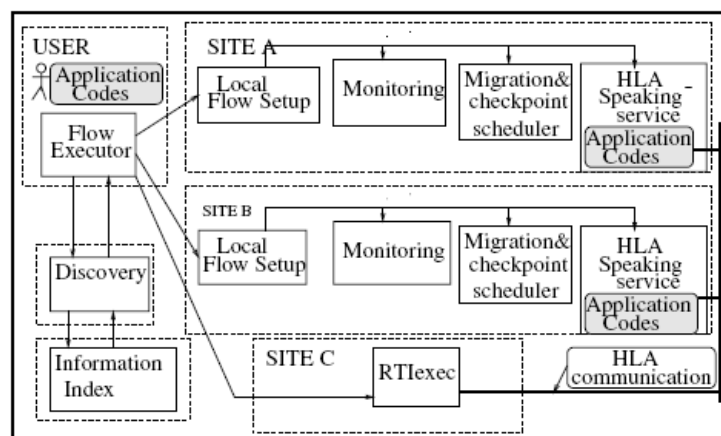 USER
Application
Codes
Flow
Executor
Discovery
Information
Index
SITE A
Local
Flow Setup
Monitoring
Migration&
checkpoint
scheduler
HLA
Speaking-
service
Application
Codes
SITE B
Local
Flow Setup
Monitoring
Migration&
checkpoint
scheduler
HLA
Speaking
service
Application
Codes
SITE C
RTIexec
HLA
communication